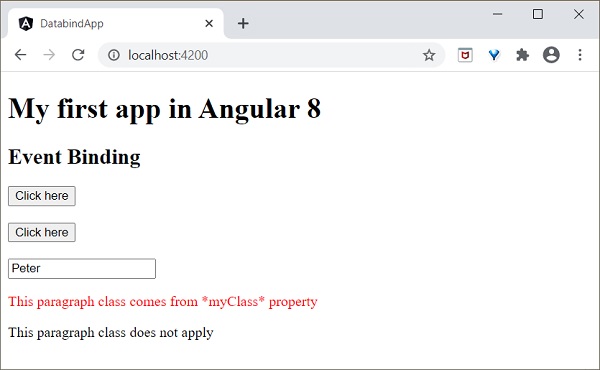 DatabindApp
localhost:4200
My first app in Angular 8
Event Binding
Click here
Click here
Peter
This paragraph class comes from *myClass* property
This paragraph class does not apply